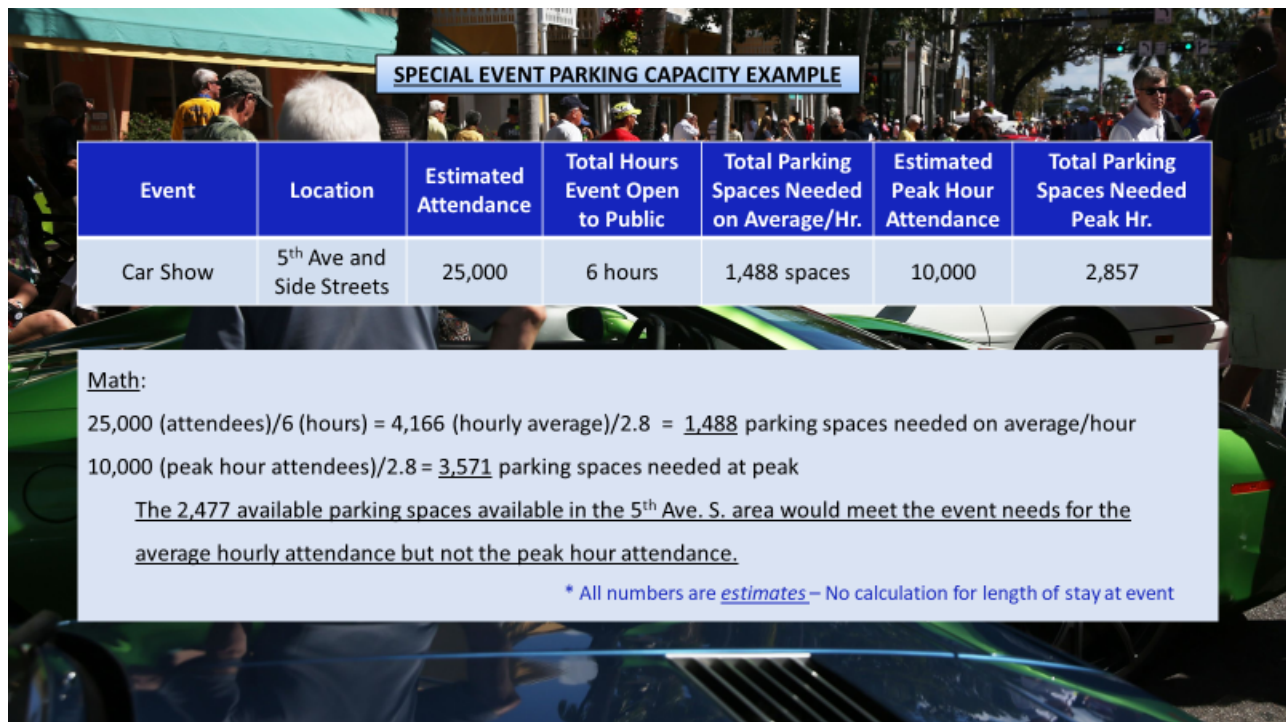 SPECIAL EVENT PARKING CAPACITY EXAMPLE
Event
Location
Estimated
Attendance
Total Hours
Event Open
to Public
Total Parking
Spaces Needed
on Average/Hr.
Estimated
Peak Hour
Attendance
Total Parking
Spaces Needed
Peak Hr.
Car Show
5th Ave and
Side Streets
25,000
6 hours
1,488 spaces
10,000
2,857
Math:
25,000 (attendees)/6 (hours) = 4,166 (hourly average)/2.8 = 1,488 parking spaces needed on average/hour
10,000 (peak hour attendees)/2.8 = 3,571 parking spaces needed at peak
The 2,477 available parking spaces available in the 5th Ave. S. area would meet the event needs for the
average hourly attendance but not the peak hour attendance.
* All numbers are estimates – No calculation for length of stay at event